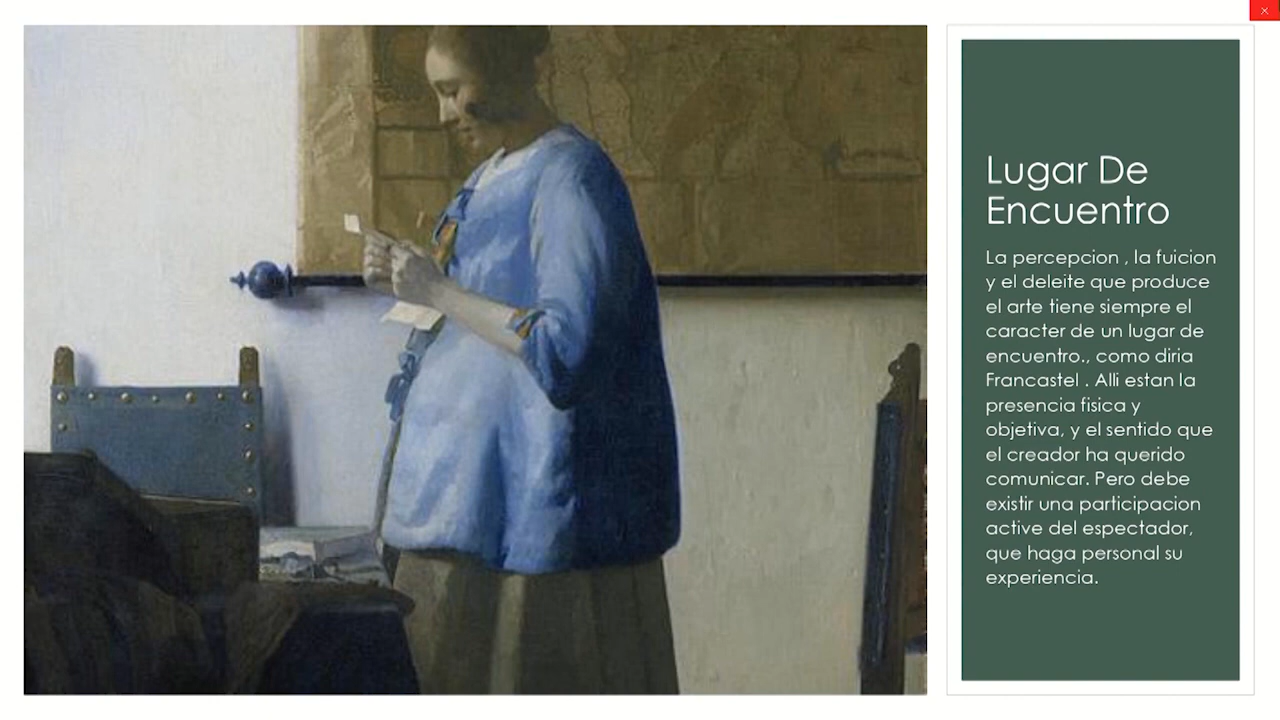 Lugar De
Encuentro
La percepcion , la fuicion
y el deleite que produce
el arte tiene siempre el
caracter de un lugar de
encuentro., como diria
Francastel . Alli estan la
presencia fisica y
objetiva, y el sentido que
el creador ha querido
comunicar. Pero debe
existir una participacion
active del espectador,
que haga personal su
experiencia.